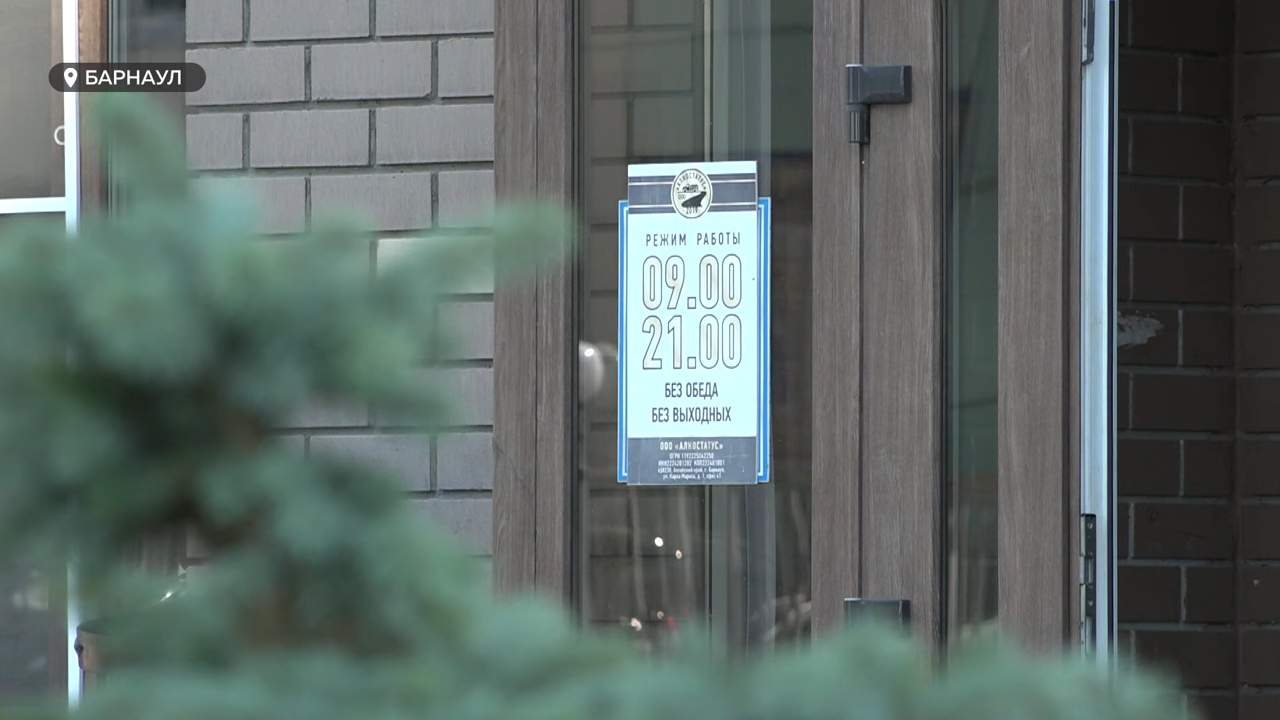 БАРНАУЛ
РЕЖИМ РАБОТЫ
09.00
21.00
БЕЗ ОБЕДА
БЕЗ ВЫХОДНЫХ
ООО «АЛКОСТАТУС»